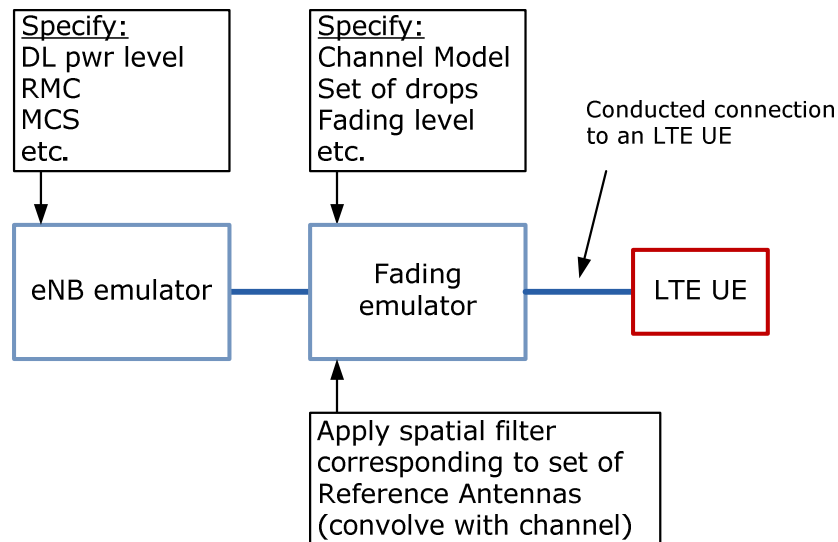 Specify:
DL pwr level
RMC
MCS
etc.
Specify:
Channel Model
Set of drops
Fading level
etc.
Conducted connection
to an LTE UE
eNB emulator
Fading
emulator
LTE UE
Apply spatial filter
corresponding to set of
Reference Antennas
(convolve with channel)